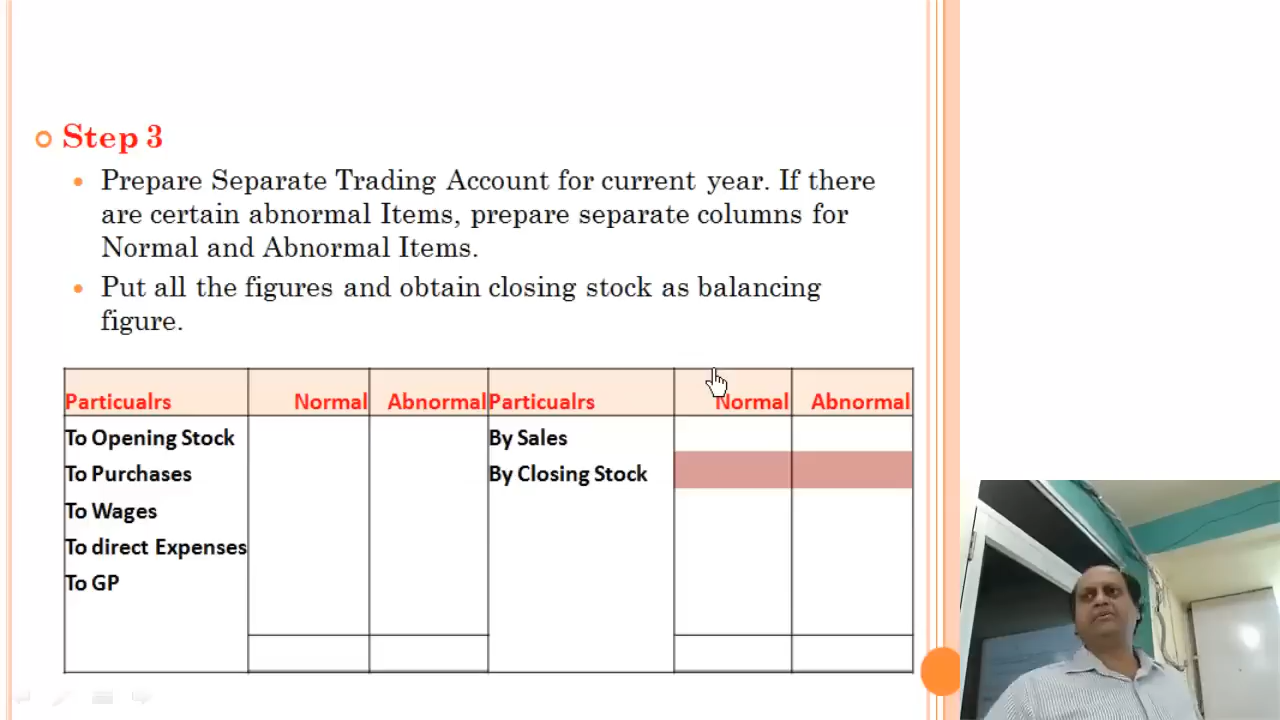 Step 3
Prepare Separate Trading Account for current year. If there
are certain abnormal Items, prepare separate columns for
Normal and Abnormal Items.
Put all the figures and obtain closing stock as balancing
figure.
Particualrs Normal Abnormal Particualrs Normal Abnormal
To Opening Stock By Sales
To Purchases By Closing Stock
To Wages
To direct Expenses
To GP